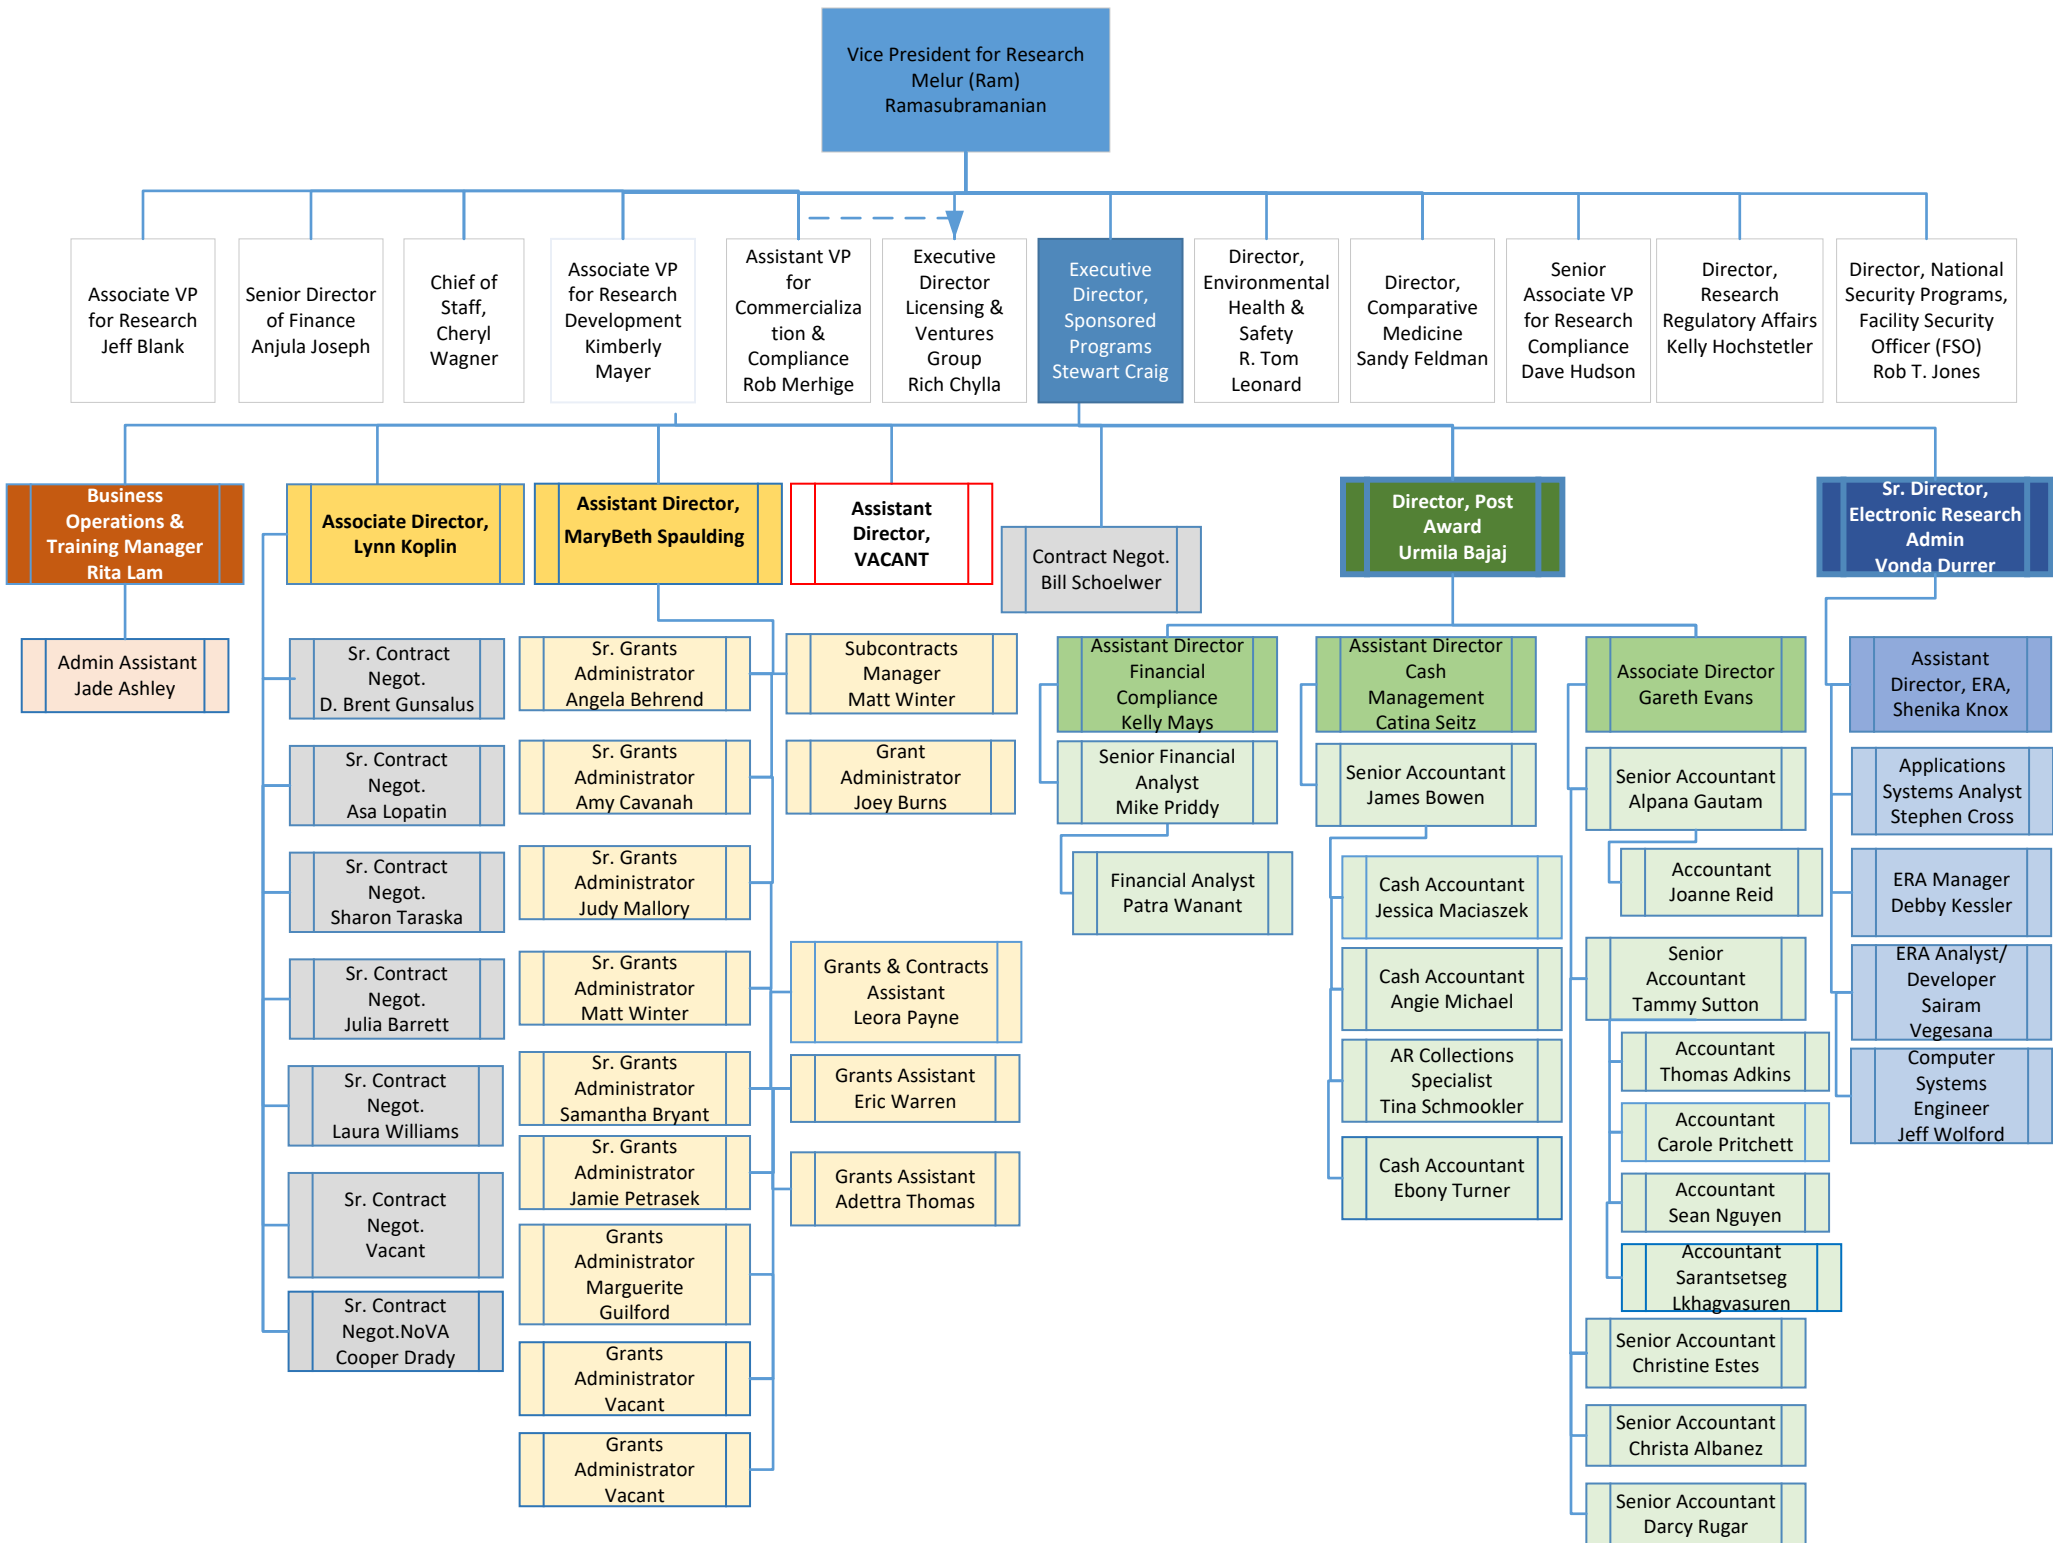 Vice President for Research
Melur (Ram)
Ramasubramanian
Associate VP
for Research
Jeff Blank
Senior Director
of Finance
Anjula Joseph
Chief of
Staff,
Cheryl
Wagner
Associate VP
for Research
Development
Kimberly
Mayer
Assistant VP
for
Commercializa
tion &
Compliance
Rob Merhige
Executive
Director
Licensing &
Ventures
Group
Rich Chylla
Executive
Director,
Sponsored
Programs
Stewart Craig
Director,
Environmental
Health &
Safety
R. Tom
Leonard
Director,
Comparative
Medicine
Sandy Feldman
Senior
Associate VP
for Research
Compliance
Dave Hudson
Director,
Research
Regulatory Affairs
Kelly Hochstetler
Director, National
Security Programs,
Facility Security
Officer (FSO)
Rob T. Jones
Business
Operations &
Training Manager
Rita Lam
Admin Assistant
Jade Ashley
Associate Director,
Lynn Koplin
Sr. Contract
Negot.
D. Brent Gunsalus
Sr. Contract
Negot.
Asa Lopatin
Sr. Contract
Negot.
Sharon Taraska
Sr. Contract
Negot.
Julia Barrett
Sr. Contract
Negot.
Laura Williams
Sr. Contract
Negot.
Vacant
Sr. Contract
Negot.NoVA
Cooper Drady
Assistant Director,
MaryBeth Spaulding
Sr. Grants
Administrator
Angela Behrend
Sr. Grants
Administrator
Amy Cavanah
Sr. Grants
Administrator
Judy Mallory
Sr. Grants
Administrator
Matt Winter
Sr. Grants
Administrator
Samantha Bryant
Sr. Grants
Administrator
Jamie Petrasek
Grants
Administrator
Marguerite
Guilford
Grants
Administrator
Vacant
Grants
Administrator
Vacant
Subcontracts
Manager
Matt Winter
Grant
Administrator
Joey Burns
Grants & Contracts
Assistant
Leora Payne
Grants Assistant
Eric Warren
Grants Assistant
Adettra Thomas
Assistant
Director,
VACANT
Contract Negot.
Bill Schoelwer
Director, Post
Award
Urmila Bajaj
Assistant Director
Financial
Compliance
Kelly Mays
Senior Financial
Analyst
Mike Priddy
Financial Analyst
Patra Wanant
Assistant Director
Cash
Management
Catina Seitz
Senior Accountant
James Bowen
Cash Accountant
Jessica Maciaszek
Cash Accountant
Angie Michael
AR Collections
Specialist
Tina Schmookler
Cash Accountant
Ebony Turner
Associate Director
Gareth Evans
Senior Accountant
Alpana Gautam
Accountant
Joanne Reid
Senior
Accountant
Tammy Sutton
Accountant
Thomas Adkins
Accountant
Carole Pritchett
Accountant
Sean Nguyen
Accountant
Sarantsetseg
Lkhagvasuren
Senior Accountant
Christine Estes
Senior Accountant
Christa Albanez
Senior Accountant
Darcy Rugar
Sr. Director,
Electronic Research
Admin
Vonda Durrer
Assistant
Director, ERA,
Shenika Knox
Applications
Systems Analyst
Stephen Cross
ERA Manager
Debby Kessler
ERA Analyst/
Developer
Sairam
Vegesana
Computer
Systems
Engineer
Jeff Wolford